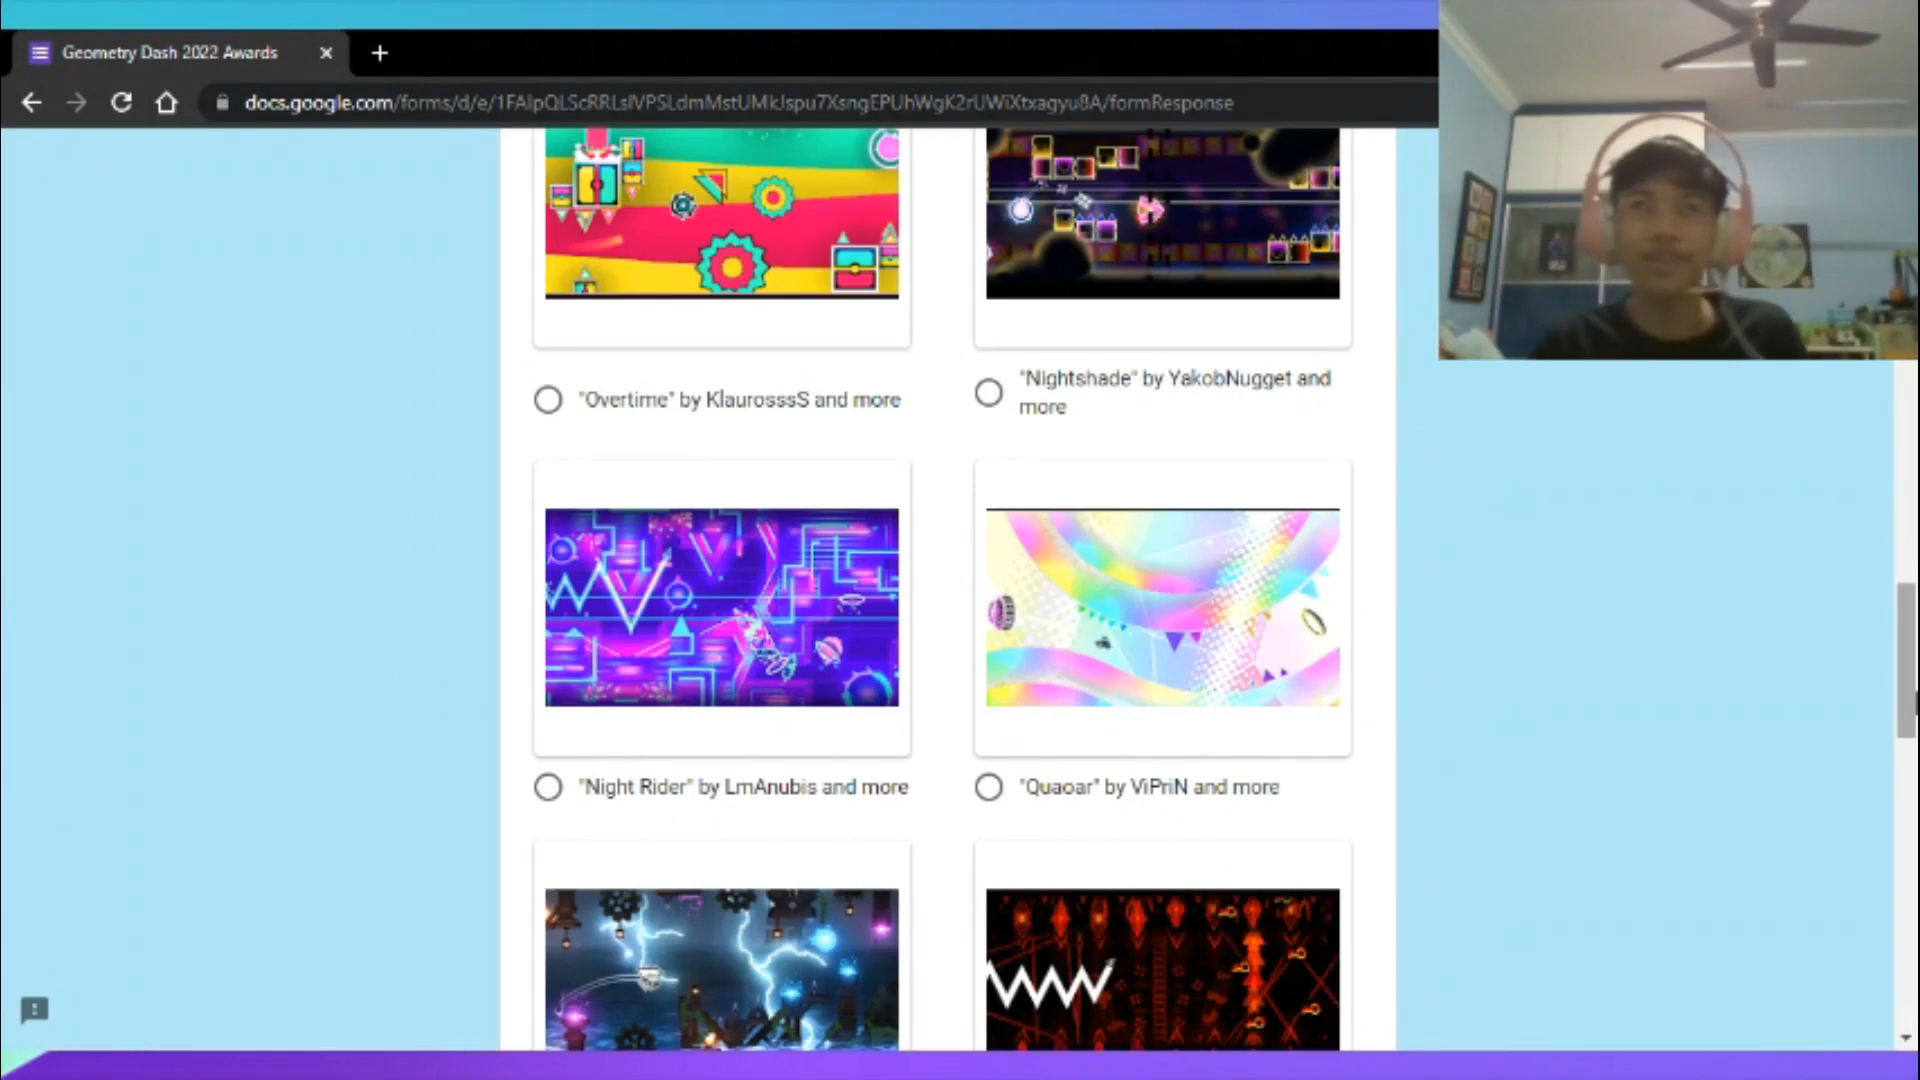 Geometry Dash 2022 Awards
docs.google.com/forms/d/e/1FAIpQLScRRLsIVPSLdmMstUMkJspu7XsngEPUhWgK2rUWiXtxagyu8A/formResponse
"Overtime" by KlaurosssS and more
"Nightshade" by YakobNugget and
more
"Night Rider" by LmAnubis and more
"Quaoar" by ViPriN and more